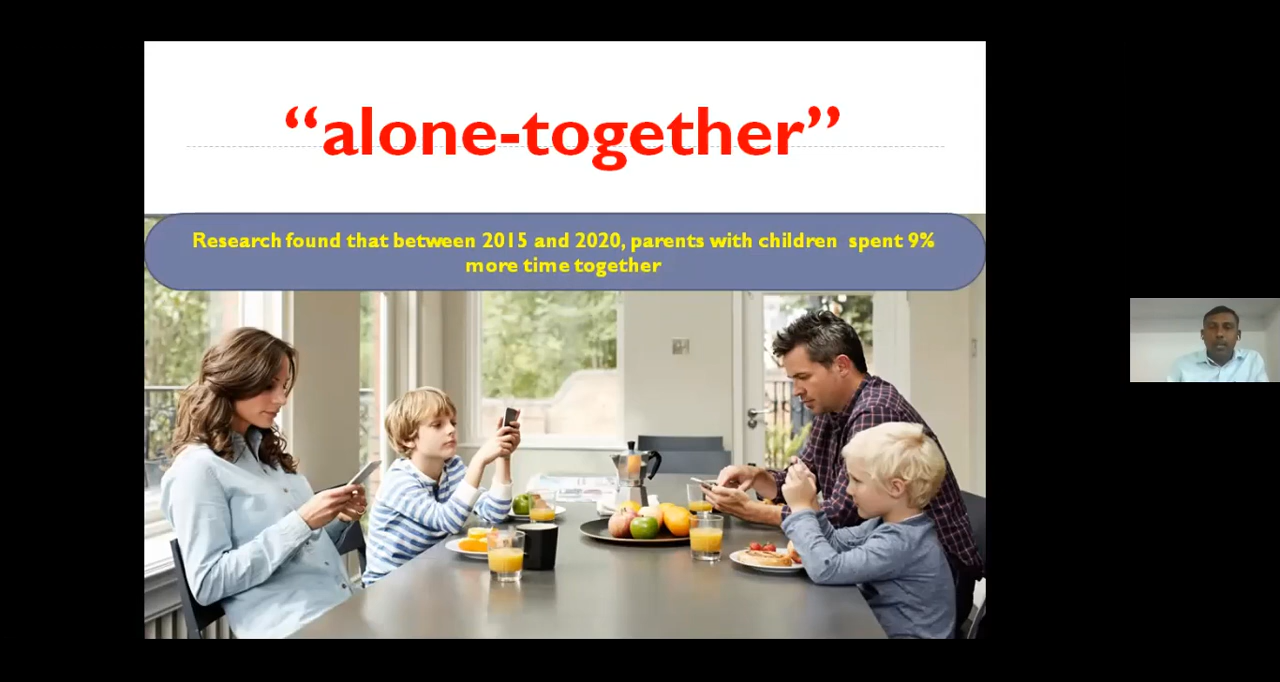 “alone-together”
Research found that between 2015 and 2020, parents with children spent 9%
more time together